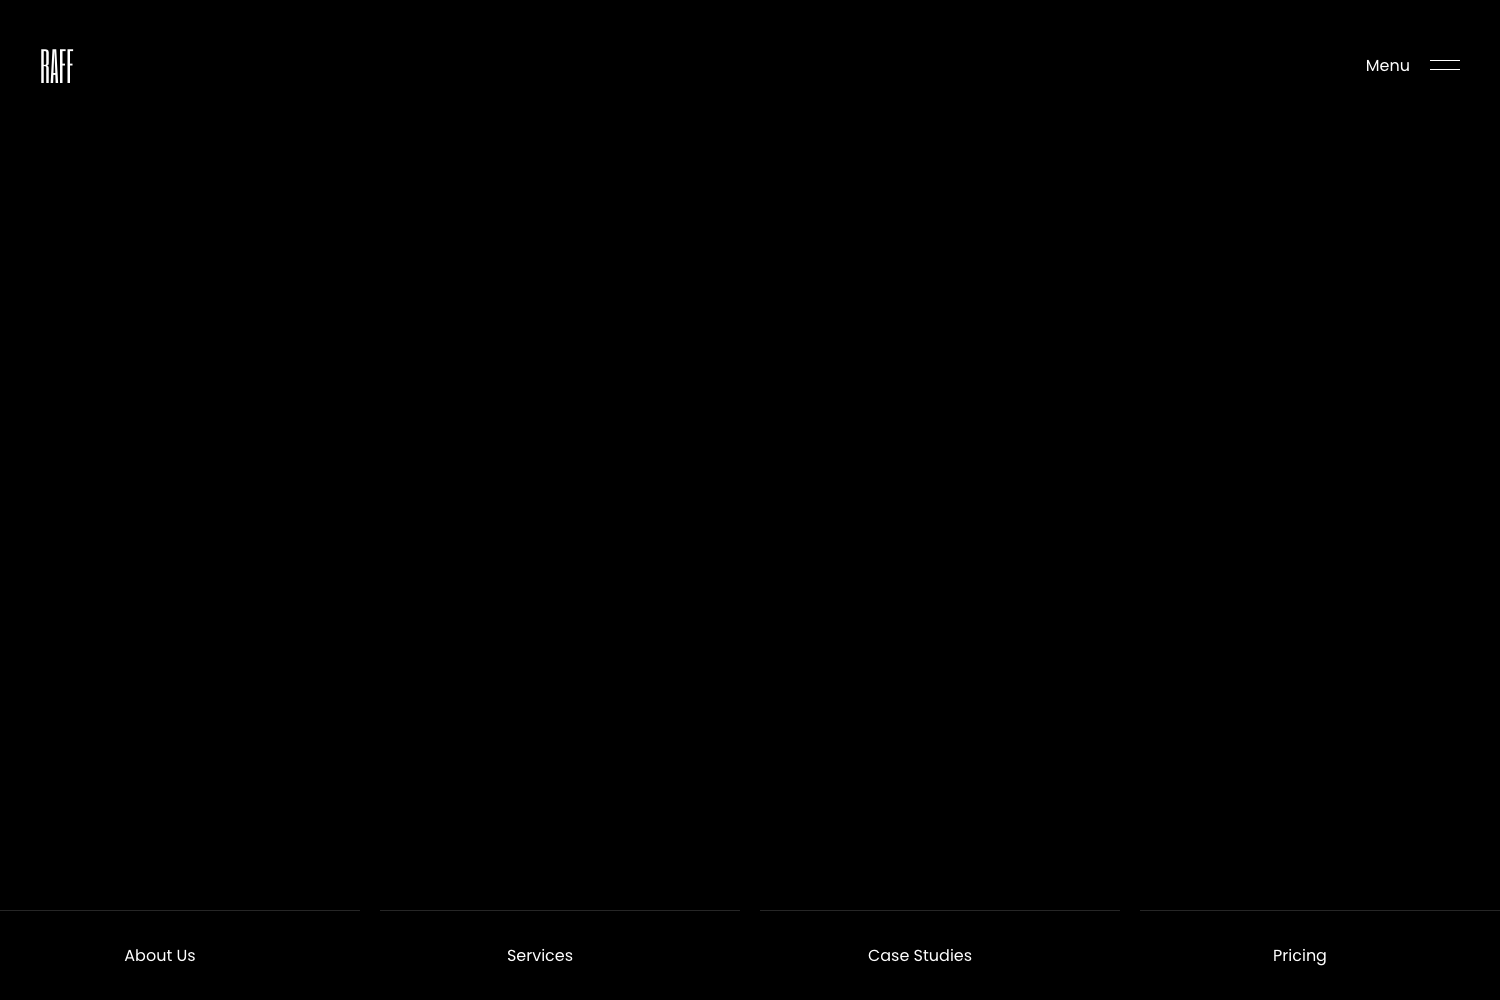 RAFF
Menu
About Us
Services
Case Studies
Pricing